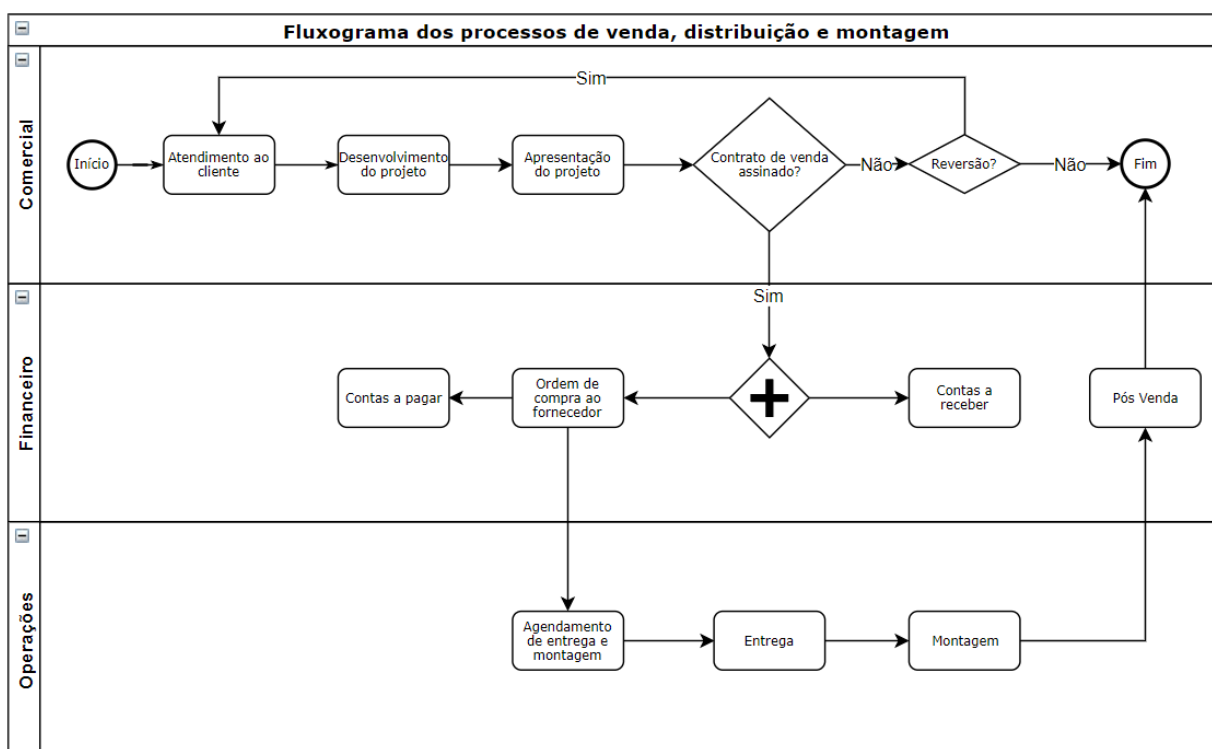 Fluxograma dos processos de venda, distribuição e montagem
Comercial
Sim
Início
Atendimento ao
cliente
Desenvolvimento
do projeto
Apresentação
do projeto
Contrato de venda
assinado?
Não
Reversão?
Não
Fim
Sim
Financeiro
Contas a pagar
Ordem de
compra ao
fornecedor
Contas a
receber
Pós Venda
Operações
Agendamento
de entrega e
montagem
Entrega
Montagem